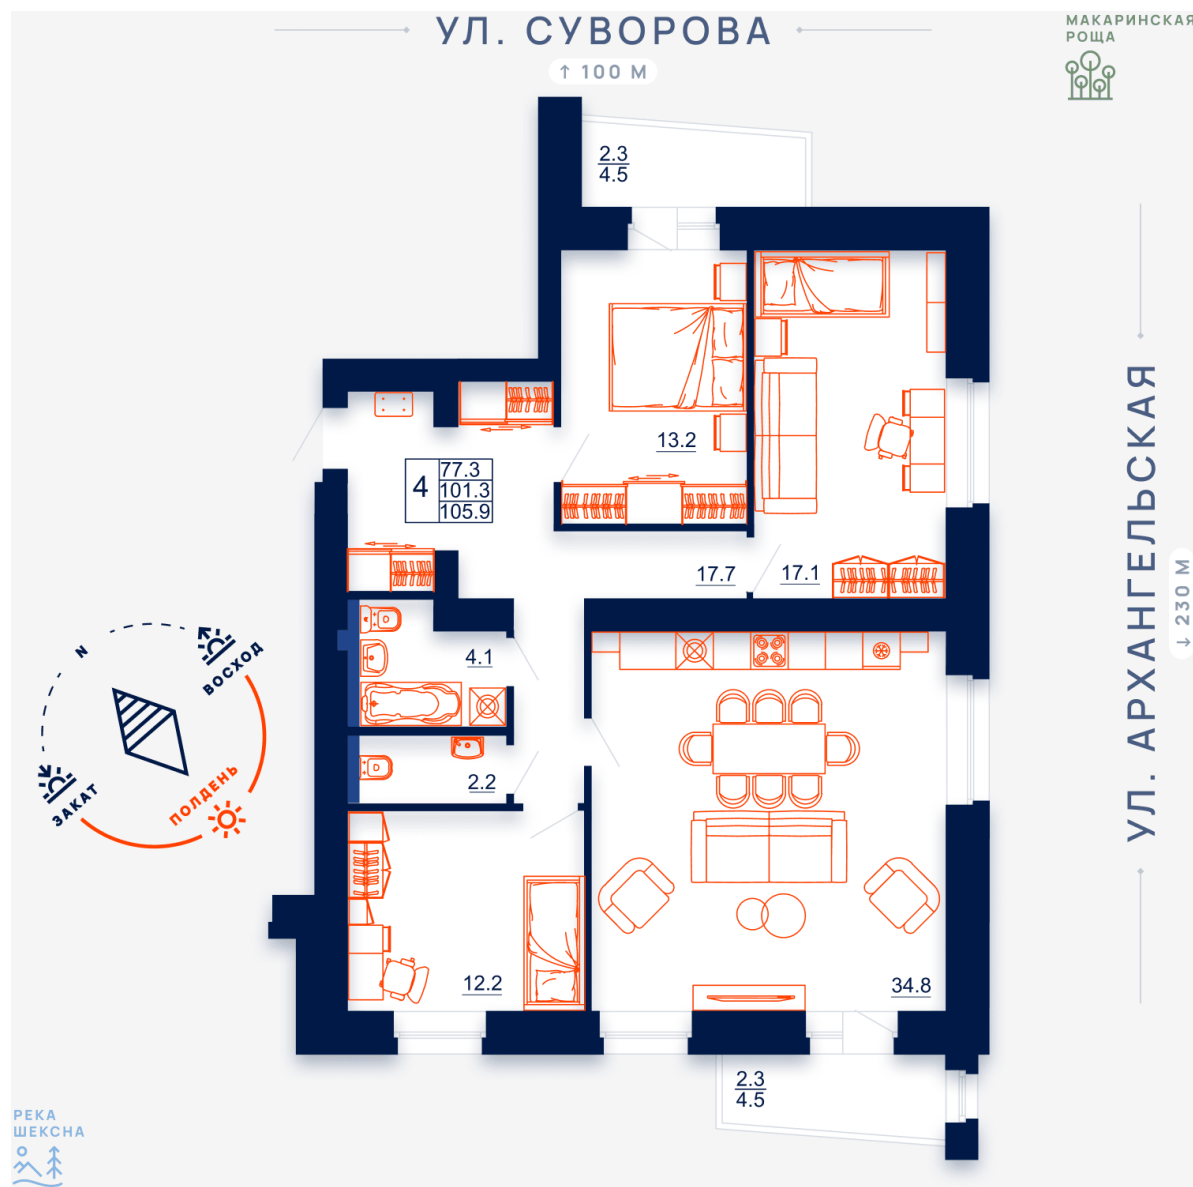 УЛ. СУВОРОВА
↑ 100 М
МАКАРИНСКАЯ
РОЩА
2.3
4.5
13.2
4
77.3
101.3
105.9
17.7
17.1
УЛ. АРХАНГЕЛЬСКАЯ
↓ 230 М
N
ВОСХОД
ЗАКАТ
ПОЛДЕНЬ
4.1
2.2
12.2
34.8
2.3
4.5
РЕКА
ШЕКСНА